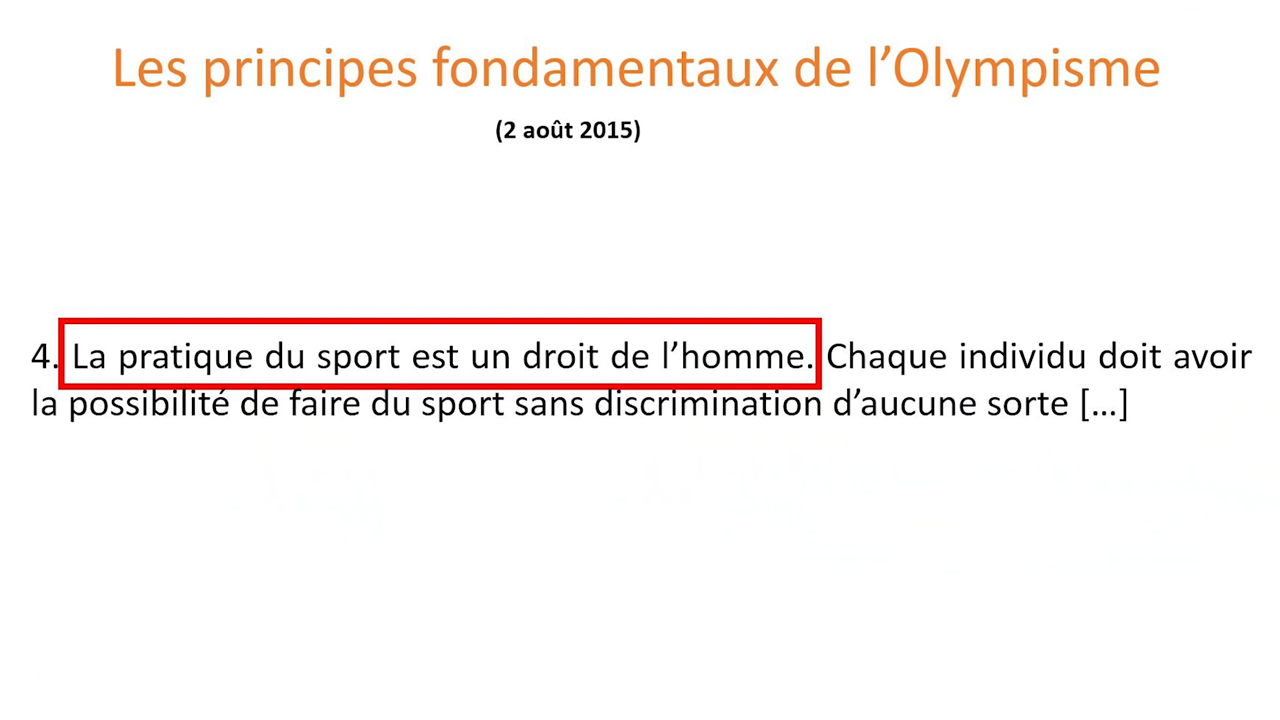 Les principes fondamentaux de l’Olympisme
(2 août 2015)
4. La pratique du sport est un droit de l’homme. Chaque individu doit avoir
la possibilité de faire du sport sans discrimination d’aucune sorte […]